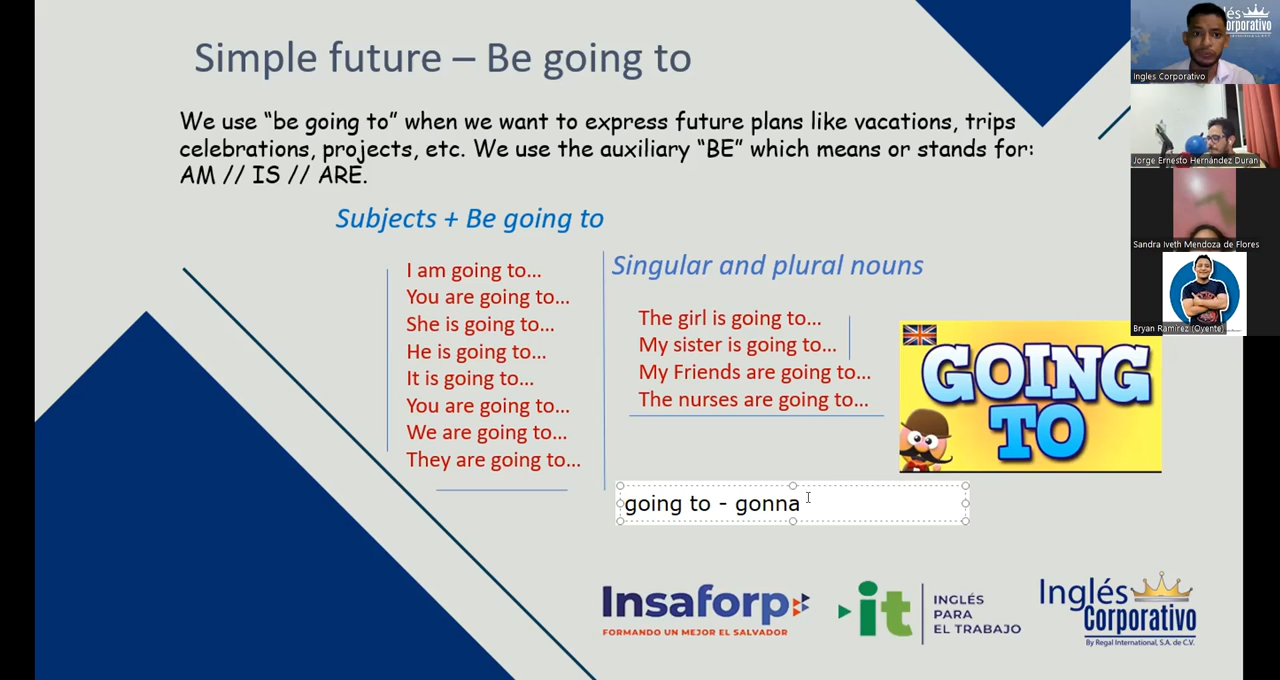 Simple future – Be going to
We use “be going to” when we want to express future plans like vacations, trips
celebrations, projects, etc. We use the auxiliary “BE” which means or stands for:
AM // IS // ARE.
Subjects + Be going to
I am going to...
You are going to...
She is going to...
He is going to...
It is going to...
You are going to...
We are going to...
They are going to...
Singular and plural nouns
The girl is going to...
My sister is going to...
My Friends are going to...
The nurses are going to...
GOING
TO
going to - gonna
Insaforp
FORMANDO UN MEJOR EL SALVADOR
it
INGLÉS
PARA
EL TRABAJO
Inglés
Corporativo
By Regal International, S.A. de C.V.
Ingles Corporativo
Jorge Ernesto Hernández Duran
Sandra Iveth Mendoza de Flores
Bryan Ramírez (Oyente)